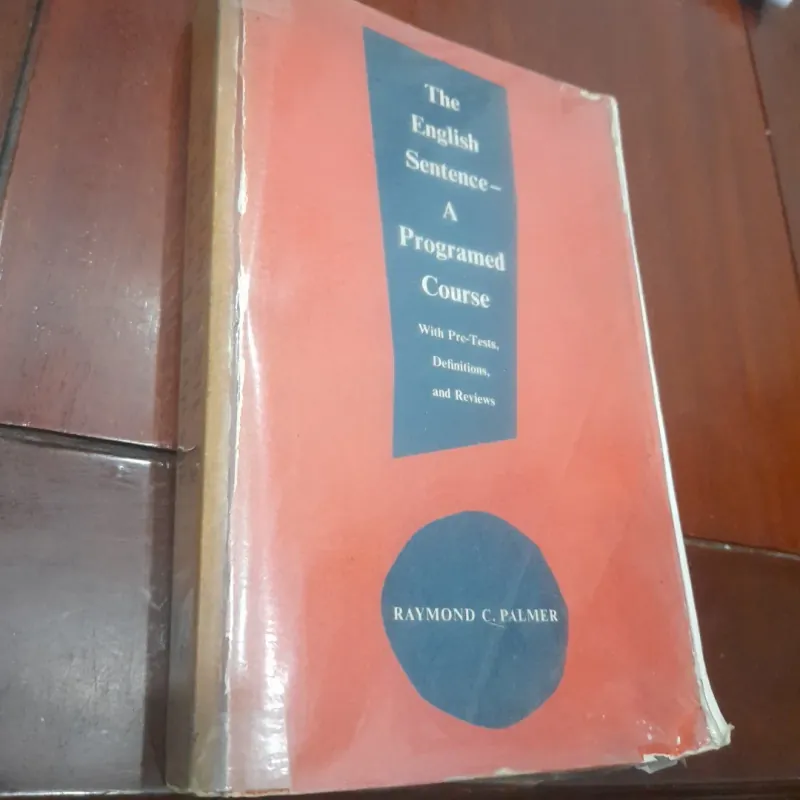 The
English
Sentence–
A
Programed
Course
With Pre-Tests,
Definitions,
and Reviews
RAYMOND C. PALMER